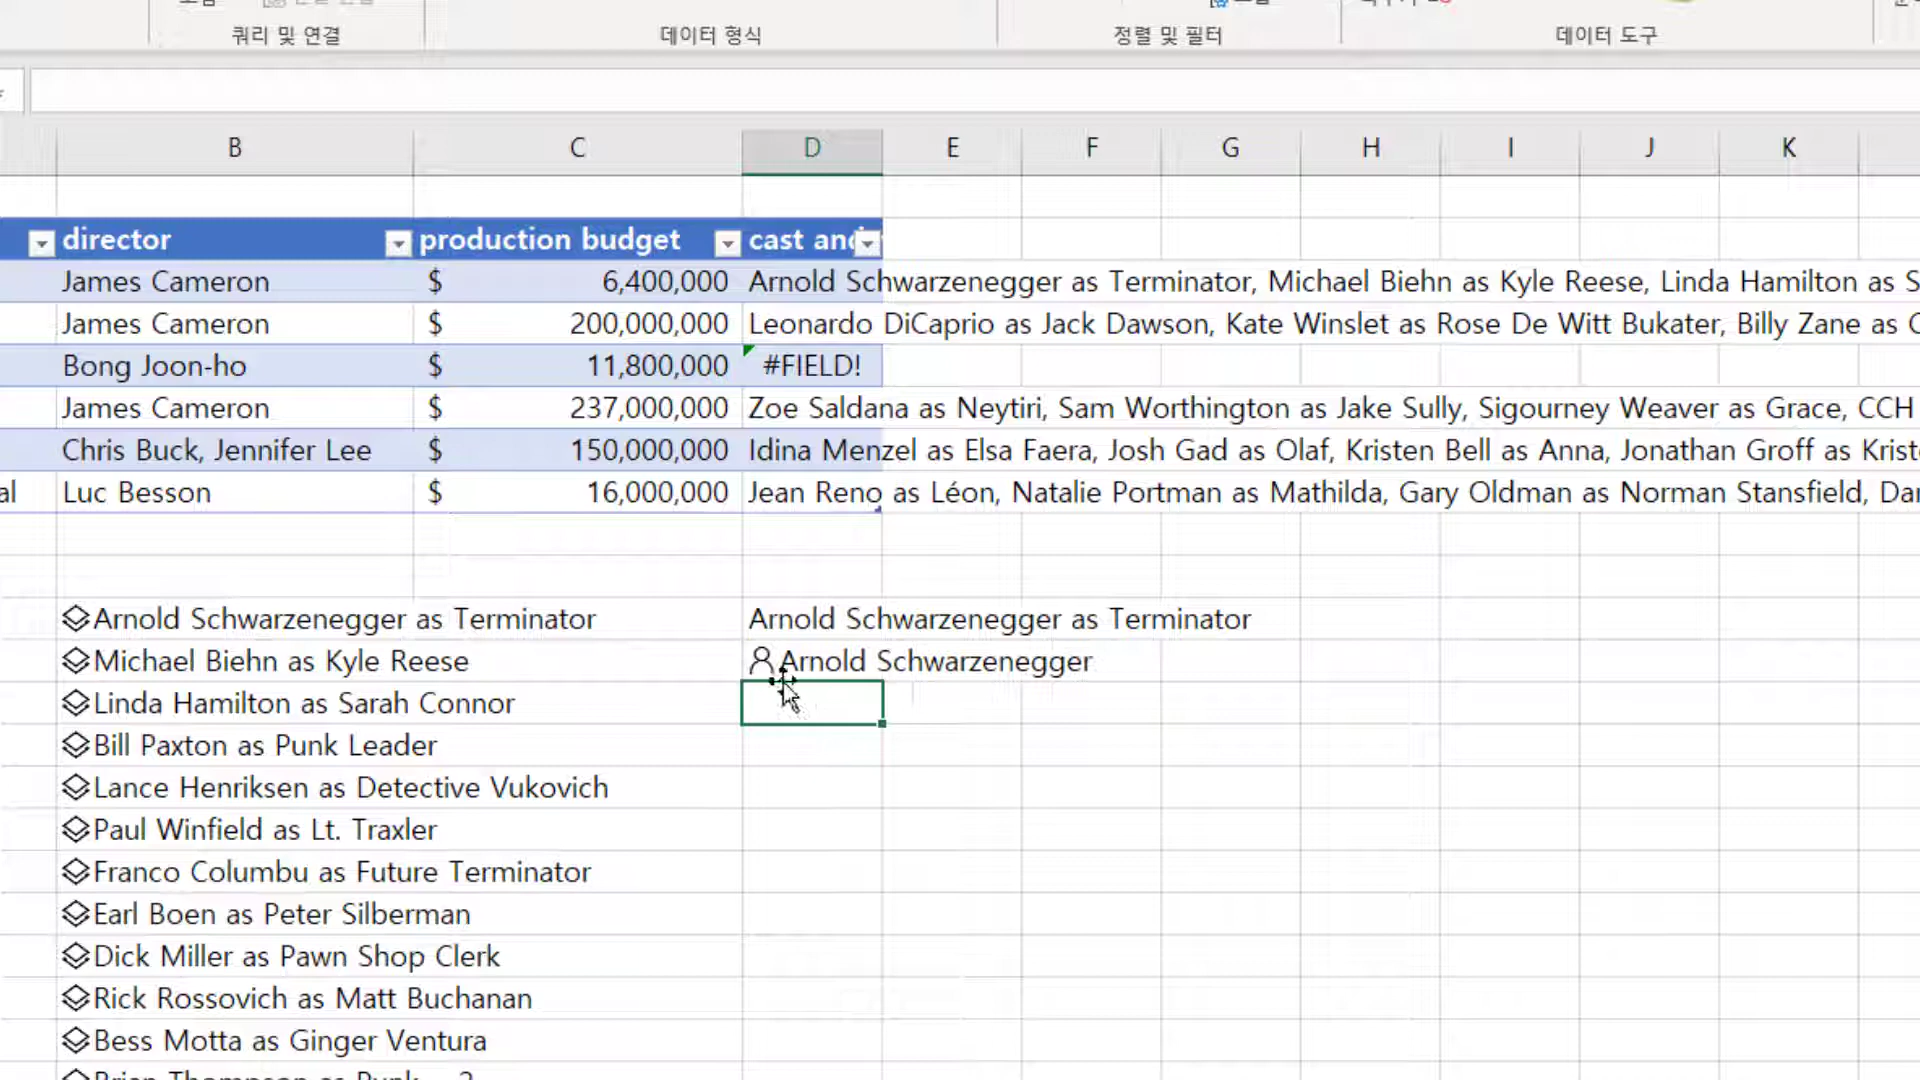 쿼리 및 연결 데이터 형식 정렬 및 필터 데이터 도구
B C D E F G H I J K
director production budget cast and
James Cameron $ 6,400,000 Arnold Schwarzenegger as Terminator, Michael Biehn as Kyle Reese, Linda Hamilton as S
James Cameron $ 200,000,000 Leonardo DiCaprio as Jack Dawson, Kate Winslet as Rose De Witt Bukater, Billy Zane as C
Bong Joon-ho $ 11,800,000 #FIELD!
James Cameron $ 237,000,000 Zoe Saldana as Neytiri, Sam Worthington as Jake Sully, Sigourney Weaver as Grace, CCH
Chris Buck, Jennifer Lee $ 150,000,000 Idina Menzel as Elsa Faera, Josh Gad as Olaf, Kristen Bell as Anna, Jonathan Groff as Krist
al Luc Besson $ 16,000,000 Jean Reno as Léon, Natalie Portman as Mathilda, Gary Oldman as Norman Stansfield, Dan
Arnold Schwarzenegger as Terminator Arnold Schwarzenegger as Terminator
Michael Biehn as Kyle Reese Arnold Schwarzenegger
Linda Hamilton as Sarah Connor
Bill Paxton as Punk Leader
Lance Henriksen as Detective Vukovich
Paul Winfield as Lt. Traxler
Franco Columbu as Future Terminator
Earl Boen as Peter Silberman
Dick Miller as Pawn Shop Clerk
Rick Rossovich as Matt Buchanan
Bess Motta as Ginger Ventura
Brian Thompson as Punk